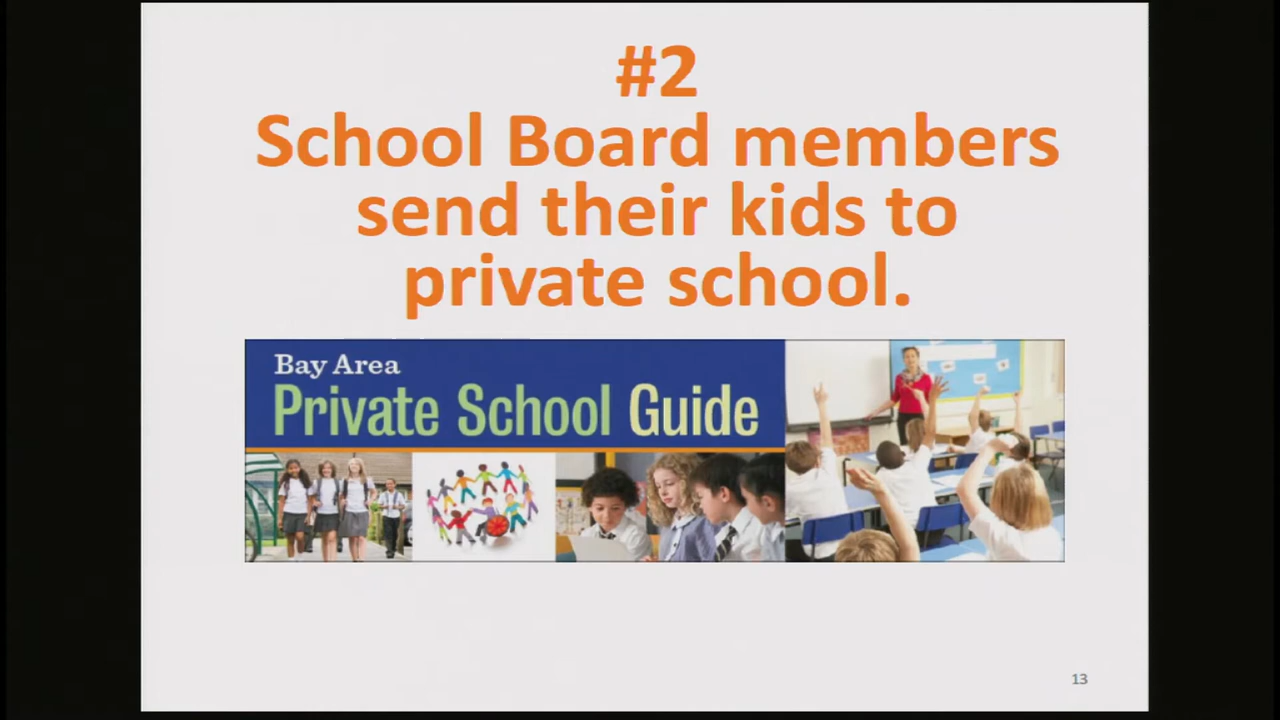 #2
School Board members
send their kids to
private school.
Bay Area
Private School Guide
13